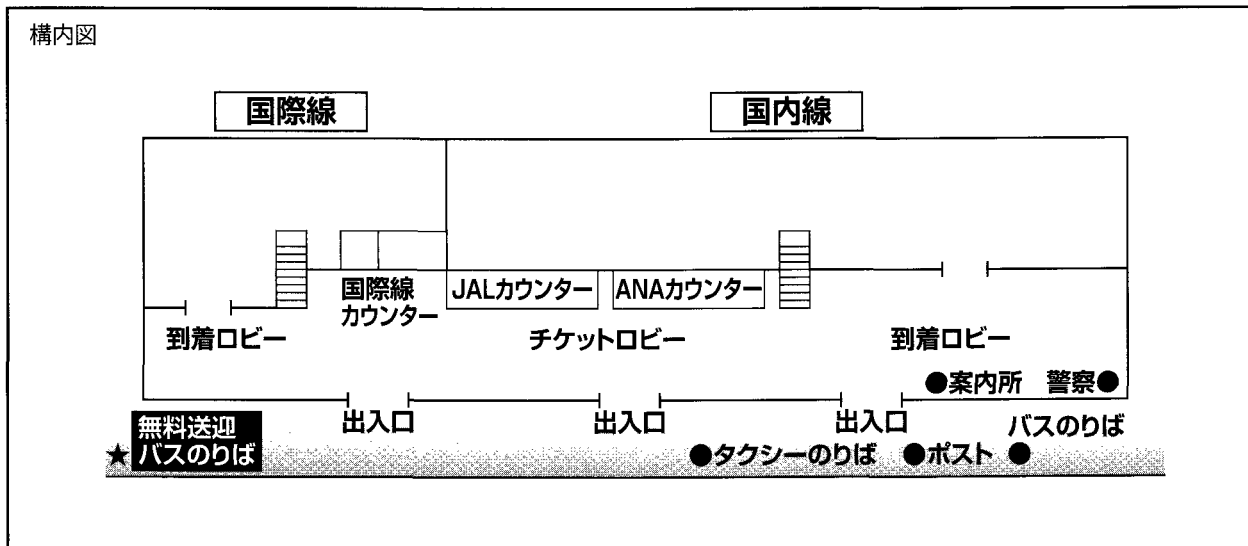 構内図
国際線
国内線
国際線
カウンター
JALカウンター
ANAカウンター
到着ロビー
チケットロビー
到着ロビー
●案内所
警察●
出入口
出入口
出入口
バスのりば
★
無料送迎
バスのりば
●タクシーのりば
●ポスト
●